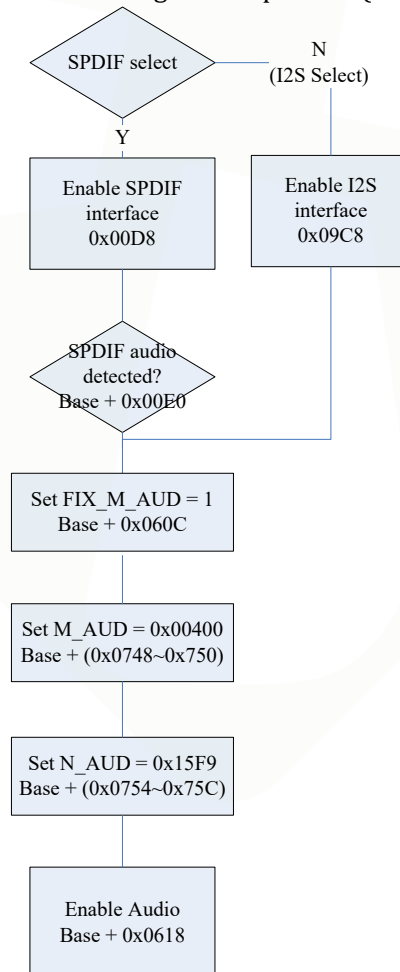 SPDIF select
N
(I2S Select)
Y
Enable SPDIF
interface
0x00D8
Enable I2S
interface
0x09C8
SPDIF audio
detected?
Base + 0x00E0
Set FIX_M_AUD = 1
Base + 0x060C
Set M_AUD = 0x00400
Base + (0x0748~0x750)
Set N_AUD = 0x15F9
Base + (0x0754~0x75C)
Enable Audio
Base + 0x0618